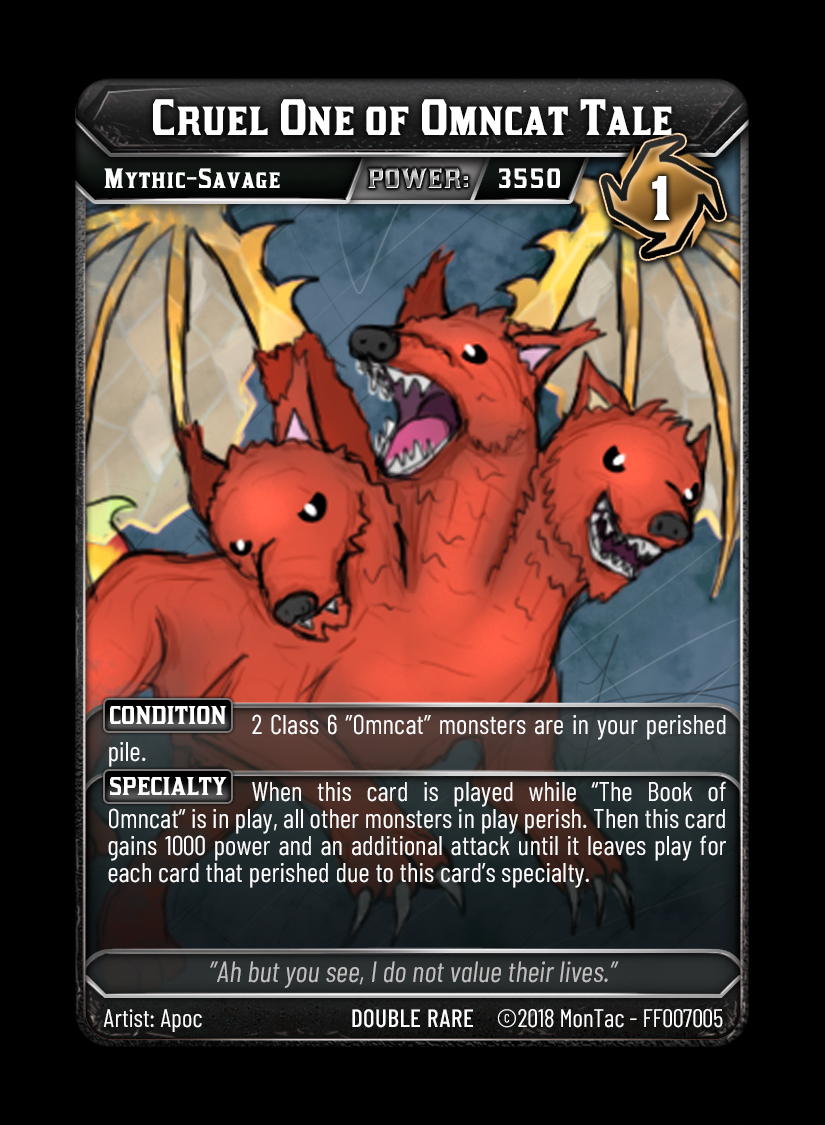 Cruel One of Omncat Tale
Mythic-Savage
POWER:
3550
1
CONDITION 2 Class 6 "Omncat" monsters are in your perished
pile.
SPECIALTY When this card is played while "The Book of
Omncat" is in play, all other monsters in play perish. Then this card
gains 1000 power and an additional attack until it leaves play for
each card that perished due to this card's specialty.
"Ah but you see, I do not value their lives."
Artist: Apoc
DOUBLE RARE
©2018 MonTac - FF007005